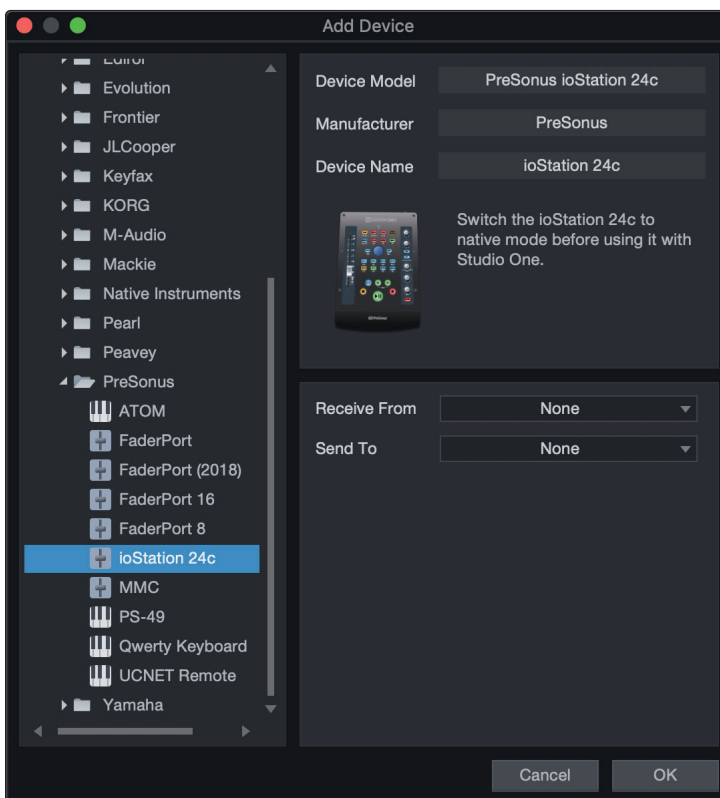 Add Device
Evolution
Frontier
JLCooper
Keyfax
KORG
M-Audio
Mackie
Native Instruments
Pearl
Peavey
PreSonus
ATOM
FaderPort
FaderPort (2018)
FaderPort 16
FaderPort 8
ioStation 24c
MMC
PS-49
Qwerty Keyboard
UCNET Remote
Yamaha
Device Model PreSonus ioStation 24c
Manufacturer PreSonus
Device Name ioStation 24c
Switch the ioStation 24c to
native mode before using it with
Studio One.
Receive From None
Send To None
Cancel OK